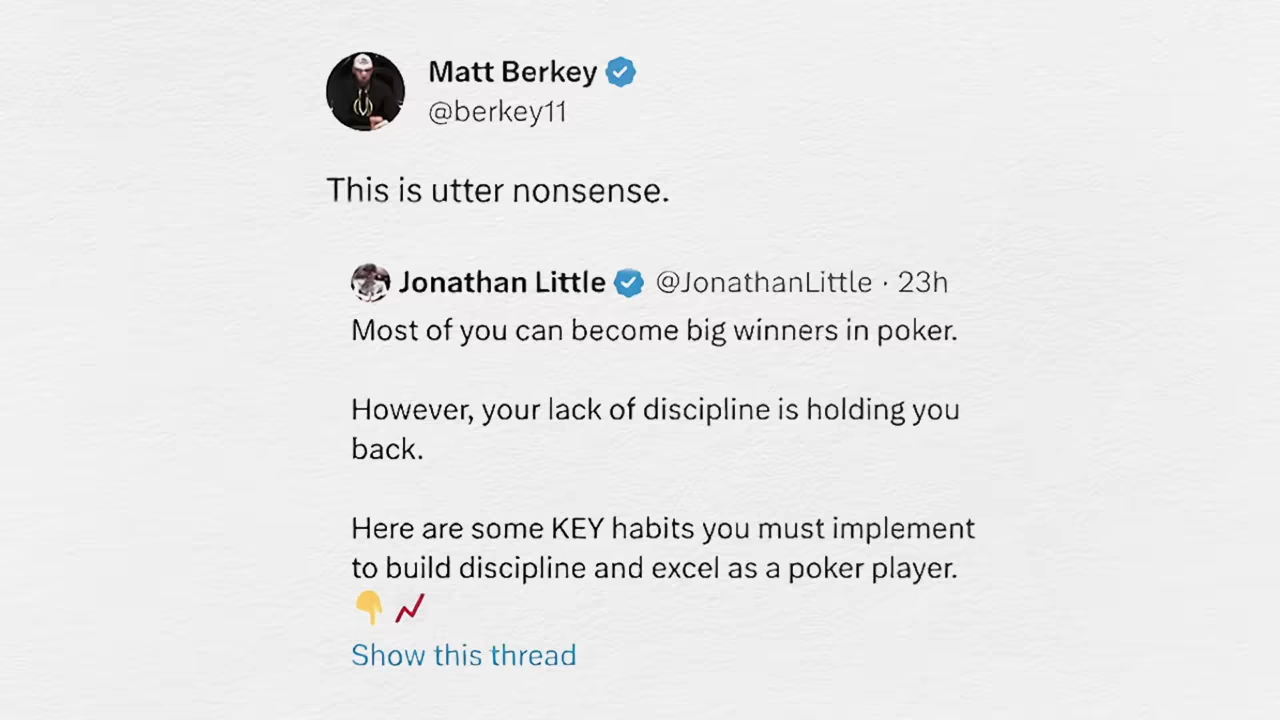 Matt Berkey
@berkey11
This is utter nonsense.
Jonathan Little @JonathanLittle · 23h
Most of you can become big winners in poker.
However, your lack of discipline is holding you
back.
Here are some KEY habits you must implement
to build discipline and excel as a poker player.
👇📈
Show this thread